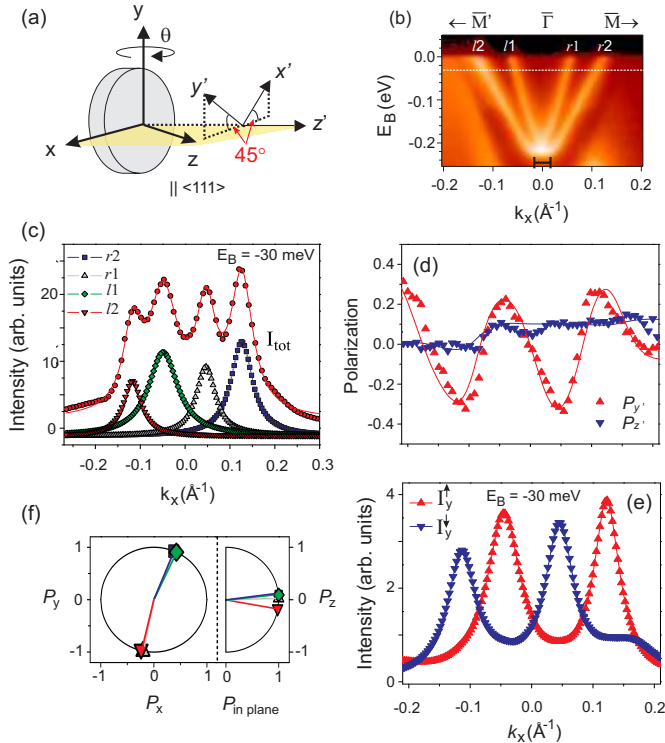 (a)
y
θ
y'
x'
z'
x
z
45°
|| <111>
(b)
← M̅'
Γ̅
M̅ →
l2 l1 r1 r2
E_B (eV)
0.0
-0.1
-0.2
-0.2 -0.1 0.0 0.1 0.2
k_x(Å⁻¹)
(c)
r2
r1
l1
l2
E_B = -30 meV
I_tot
Intensity (arb. units)
20
10
0
-0.2 -0.1 0.0 0.1 0.2 0.3
k_x(Å⁻¹)
(d)
Polarization
0.4
0.2
0.0
-0.2
-0.4
P_y'
P_z'
(e)
I_y↑
I_y↓
E_B = -30 meV
Intensity (arb. units)
4
2
0
-0.2 -0.1 0.0 0.1 0.2
k_x(Å⁻¹)
(f)
P_y
1
0
-1
-1 0 1
P_x
P_z
1
0
-1
0 1
P_in plane